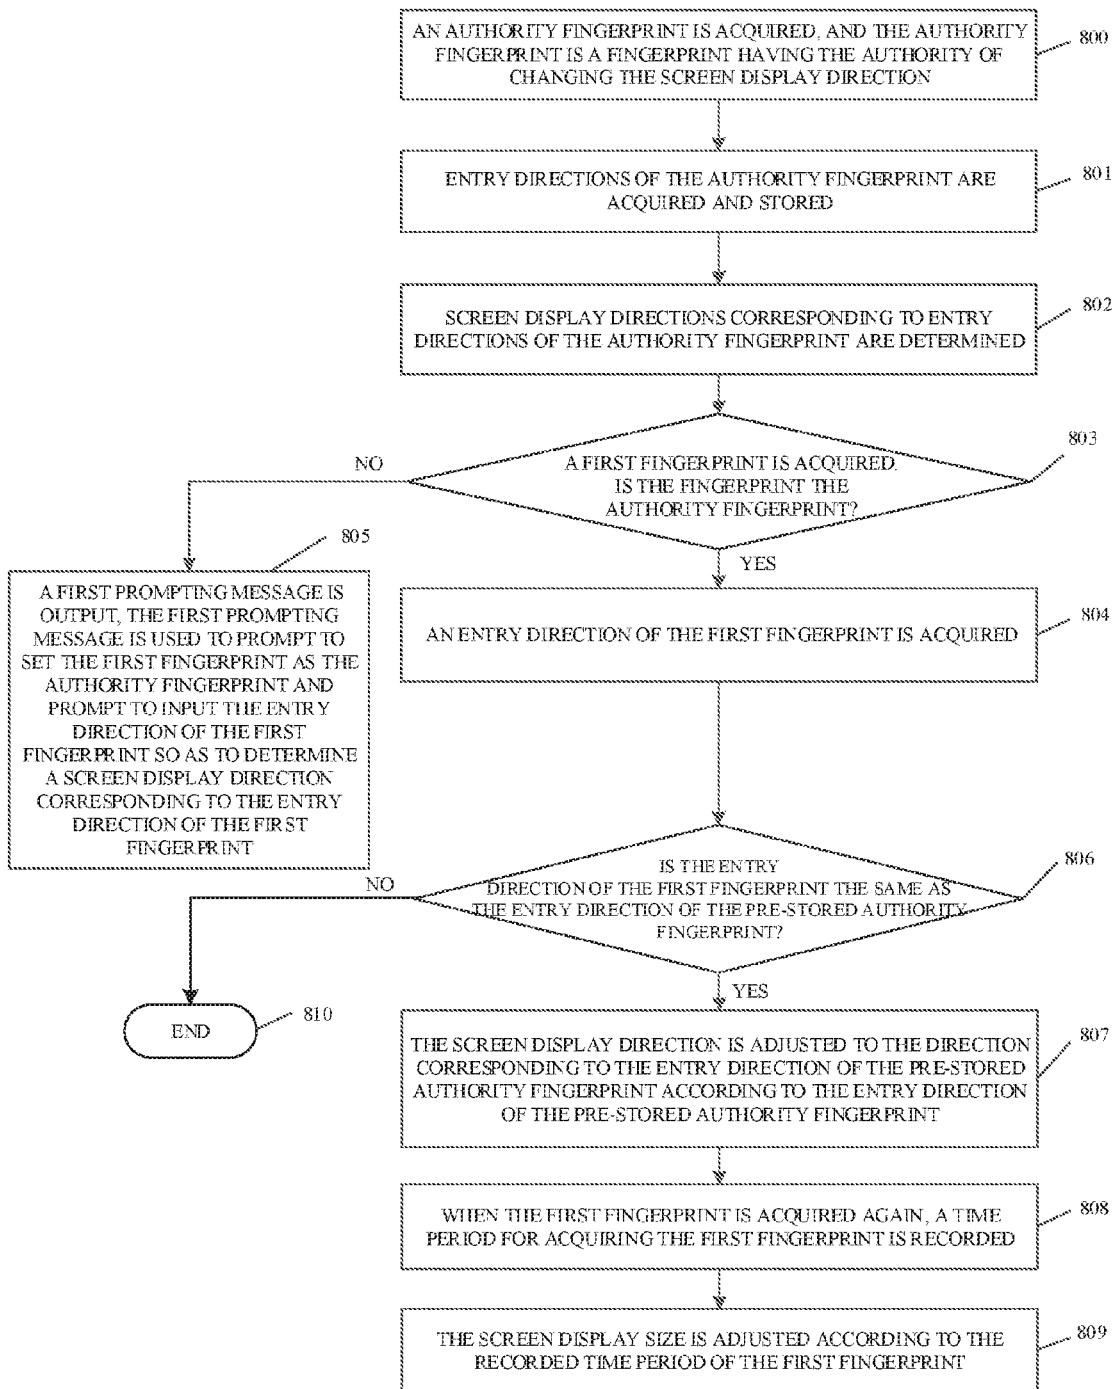 AN AUTHORITY FINGERPRINT IS ACQUIRED, AND THE AUTHORITY
FINGERPRINT IS A FINGERPRINT HAVING THE AUTHORITY OF
CHANGING THE SCREEN DISPLAY DIRECTION
800
ENTRY DIRECTIONS OF THE AUTHORITY FINGERPRINT ARE
ACQUIRED AND STORED
801
SCREEN DISPLAY DIRECTIONS CORRESPONDING TO ENTRY
DIRECTIONS OF THE AUTHORITY FINGERPRINT ARE DETERMINED
802
A FIRST FINGERPRINT IS ACQUIRED.
IS THE FINGERPRINT THE
AUTHORITY FINGERPRINT?
803
NO
YES
805
A FIRST PROMPTING MESSAGE IS
OUTPUT, THE FIRST PROMPTING
MESSAGE IS USED TO PROMPT TO
SET THE FIRST FINGERPRINT AS THE
AUTHORITY FINGERPRINT AND
PROMPT TO INPUT THE ENTRY
DIRECTION OF THE FIRST
FINGERPRINT SO AS TO DETERMINE
A SCREEN DISPLAY DIRECTION
CORRESPONDING TO THE ENTRY
DIRECTION OF THE FIRST
FINGERPRINT
AN ENTRY DIRECTION OF THE FIRST FINGERPRINT IS ACQUIRED
804
IS THE ENTRY
DIRECTION OF THE FIRST FINGERPRINT THE SAME AS
THE ENTRY DIRECTION OF THE PRE-STORED AUTHORITY
FINGERPRINT?
806
NO
YES
END
810
THE SCREEN DISPLAY DIRECTION IS ADJUSTED TO THE DIRECTION
CORRESPONDING TO THE ENTRY DIRECTION OF THE PRE-STORED
AUTHORITY FINGERPRINT ACCORDING TO THE ENTRY DIRECTION
OF THE PRE-STORED AUTHORITY FINGERPRINT
807
WHEN THE FIRST FINGERPRINT IS ACQUIRED AGAIN, A TIME
PERIOD FOR ACQUIRING THE FIRST FINGERPRINT IS RECORDED
808
THE SCREEN DISPLAY SIZE IS ADJUSTED ACCORDING TO THE
RECORDED TIME PERIOD OF THE FIRST FINGERPRINT
809